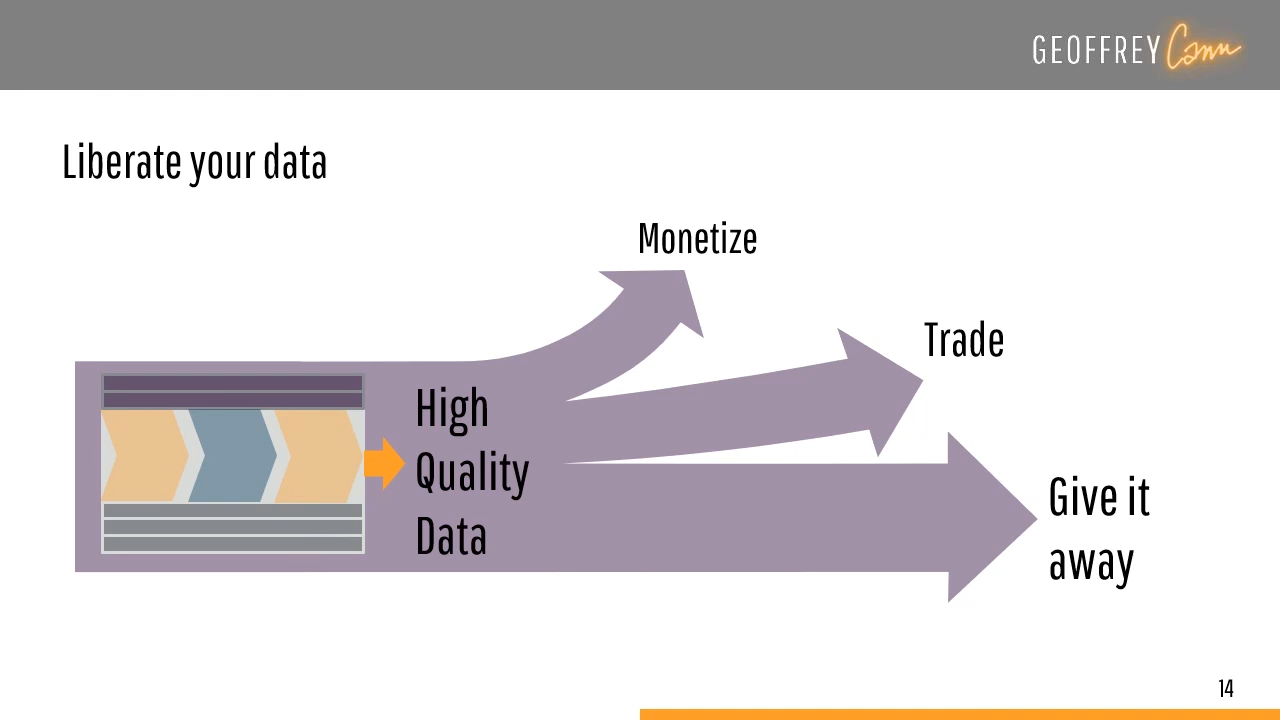 GEOFFREY Conn
Liberate your data
Monetize
Trade
High
Quality
Data
Give it
away
14